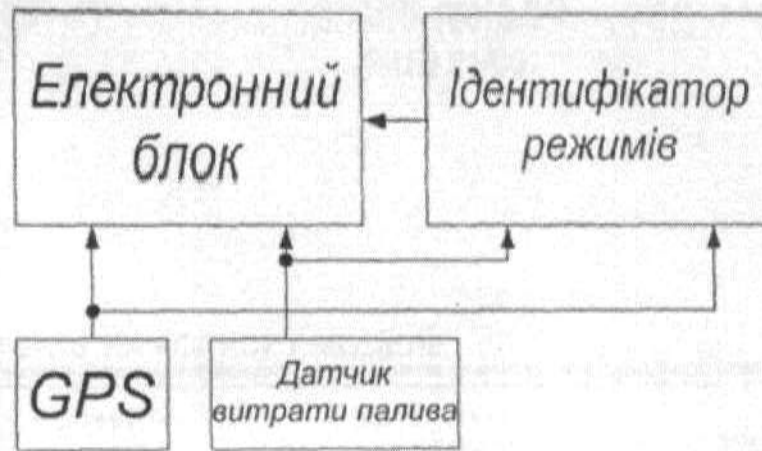 Електронний
блок
Ідентифікатор
режимів
GPS
Датчик
витрати палива